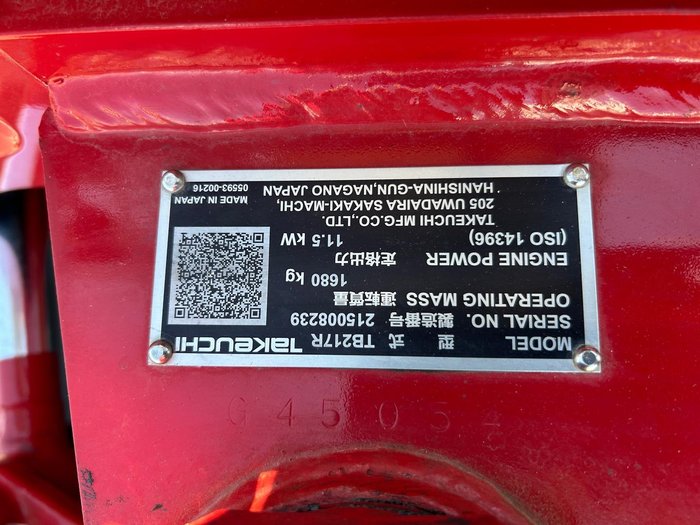 TAKEUCHI
MODEL 型 式 TB217R
SERIAL NO. 製造番号 215008239
OPERATING MASS 運転質量
1680 kg
ENGINE POWER 定格出力
(ISO 14396) 11.5 kW
TAKEUCHI MFG.CO.,LTD.
205 UWADAIRA SAKAKI-MACHI,
HANISHINA-GUN,NAGANO JAPAN
MADE IN JAPAN
05593-00216
G45054